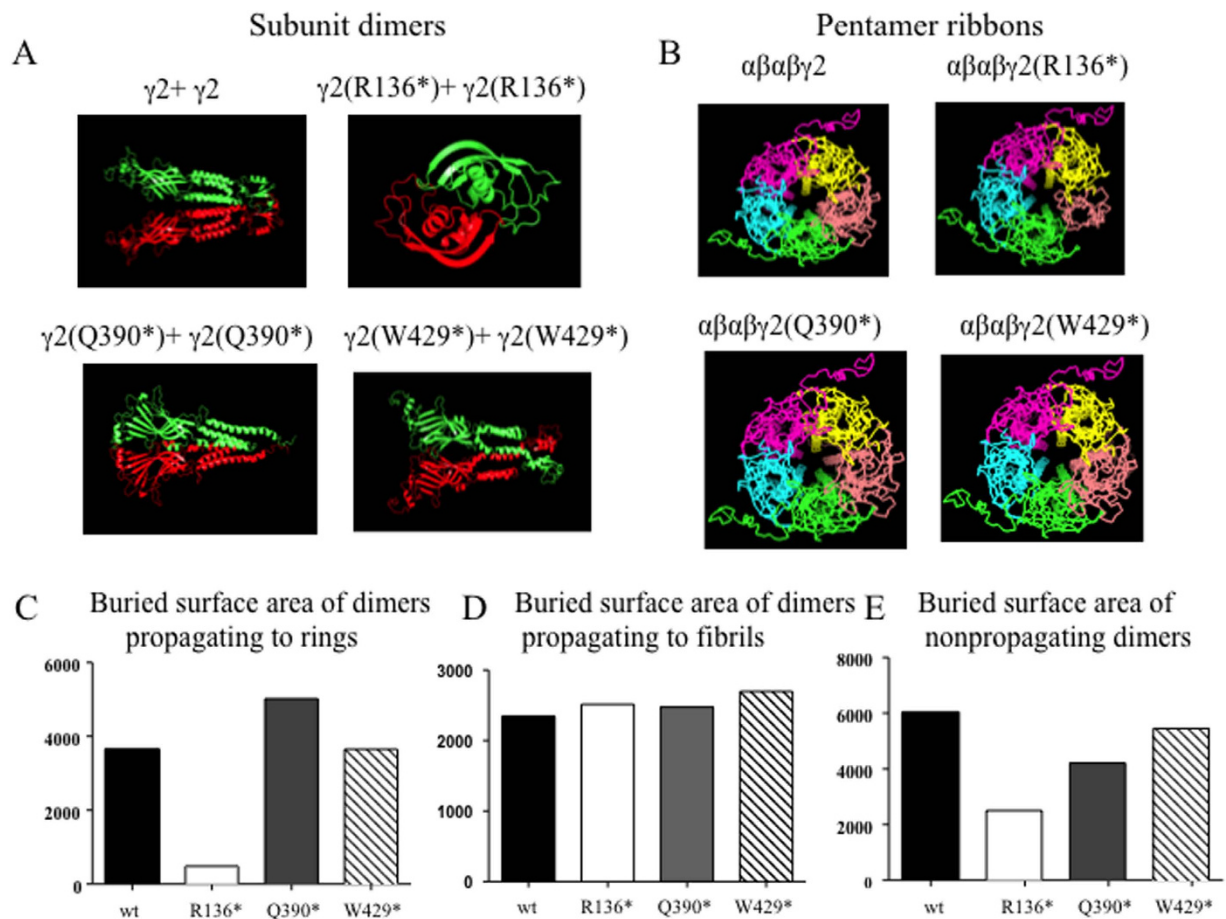 Subunit dimers
A
γ2+ γ2
γ2(R136*)+ γ2(R136*)
γ2(Q390*)+ γ2(Q390*)
γ2(W429*)+ γ2(W429*)
Pentamer ribbons
B
αβαβγ2
αβαβγ2(R136*)
αβαβγ2(Q390*)
αβαβγ2(W429*)
C
Buried surface area of dimers
propagating to rings
6000
4000
2000
0
wt R136* Q390* W429*
D
Buried surface area of dimers
propagating to fibrils
3000
2000
1000
0
wt R136* Q390* W429*
E
Buried surface area of
nonpropagating dimers
8000
6000
4000
2000
0
wt R136* Q390* W429*